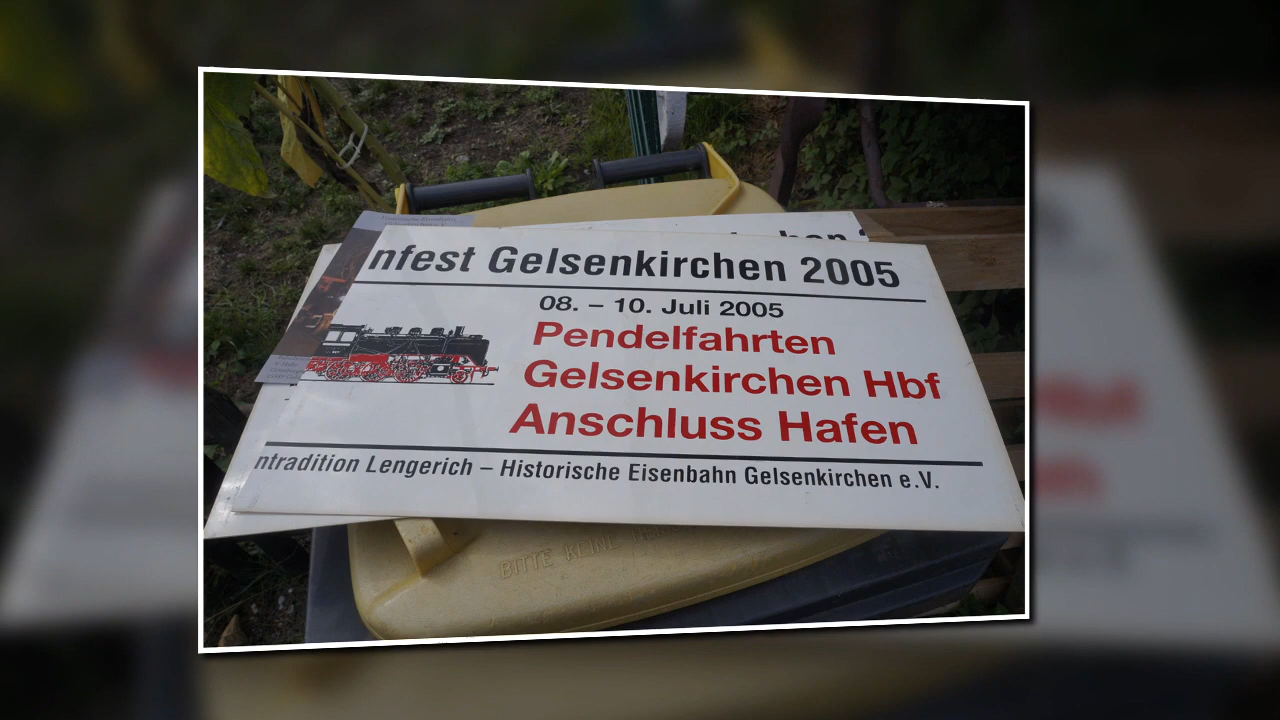 nfest Gelsenkirchen 2005
08. – 10. Juli 2005
Pendelfahrten
Gelsenkirchen Hbf
Anschluss Hafen
ntradition Lengerich – Historische Eisenbahn Gelsenkirchen e.V.
BITTE KEINE